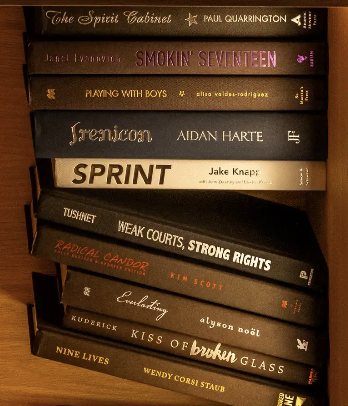 The Spirit Cabinet PAUL QUARRINGTON
Janet Evanovich SMOKIN' SEVENTEEN
PLAYING WITH BOYS alisa valdes-rodriguez
Irenicon AIDAN HARTE JF
SPRINT Jake Knapp
TUSHNET WEAK COURTS, STRONG RIGHTS
RADICAL CANDOR KIM SCOTT
Everlasting alyson noël
KUDERICK KISS OF broken GLASS
NINE LIVES WENDY CORSI STAUB